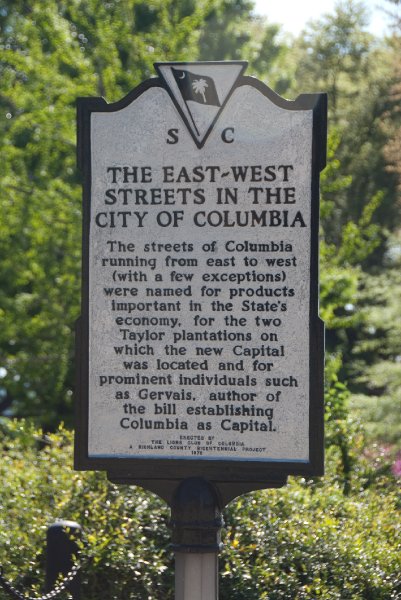 S C
THE EAST-WEST
STREETS IN THE
CITY OF COLUMBIA
The streets of Columbia
running from east to west
(with a few exceptions)
were named for products
important in the State's
economy, for the two
Taylor plantations on
which the new Capital
was located and for
prominent individuals such
as Gervais, author of
the bill establishing
Columbia as Capital.
ERECTED BY
THE LIONS CLUB OF COLUMBIA
A RICHLAND COUNTY BICENTENNIAL PROJECT